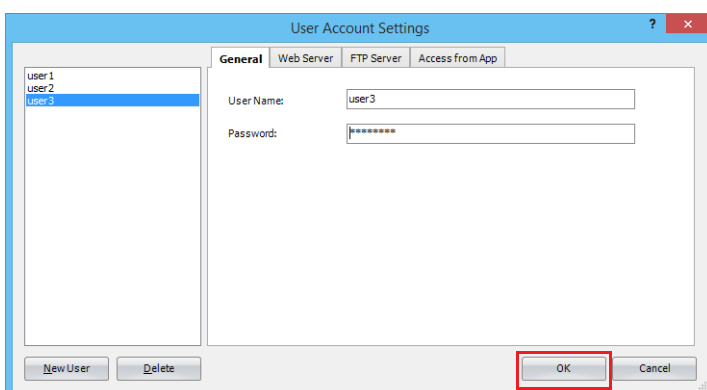 User Account Settings
?
General Web Server FTP Server Access from App
user1
user2
user3
User Name: user3
Password: ********
New User Delete OK Cancel